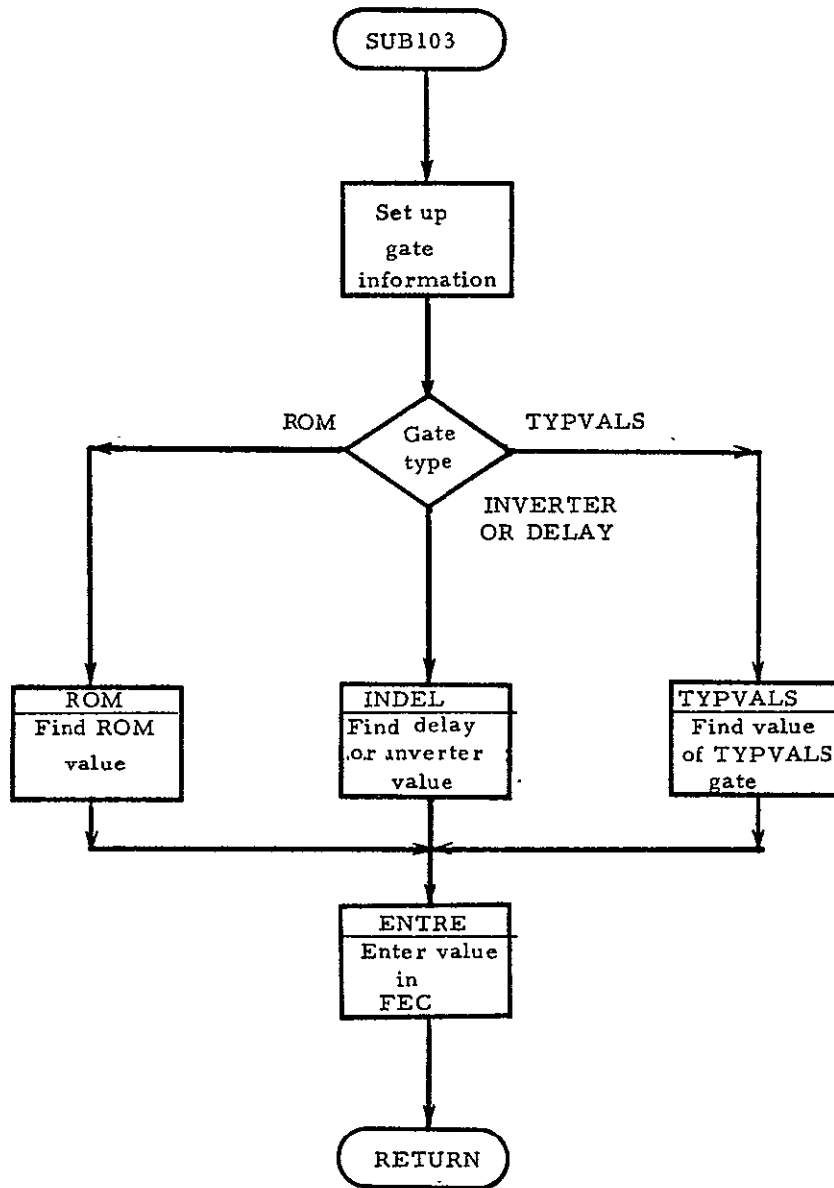 SUB103
Set up
gate
information
ROM
Gate
type
TYPVALS
INVERTER
OR DELAY
ROM
Find ROM
value
INDEL
Find delay
or inverter
value
TYPVALS
Find value
of TYPVALS
gate
ENTRE
Enter value
in
FEC
RETURN